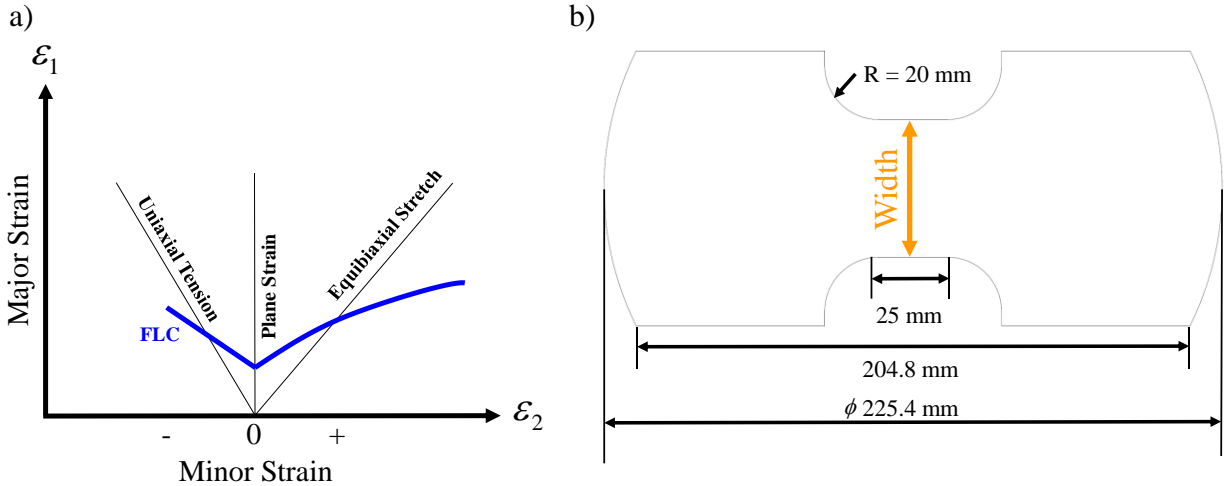 a)
ε1
Major Strain
Uniaxial Tension
Plane Strain
Equibiaxial Stretch
FLC
ε2
- 0 +
Minor Strain
b)
R = 20 mm
Width
25 mm
204.8 mm
ϕ 225.4 mm